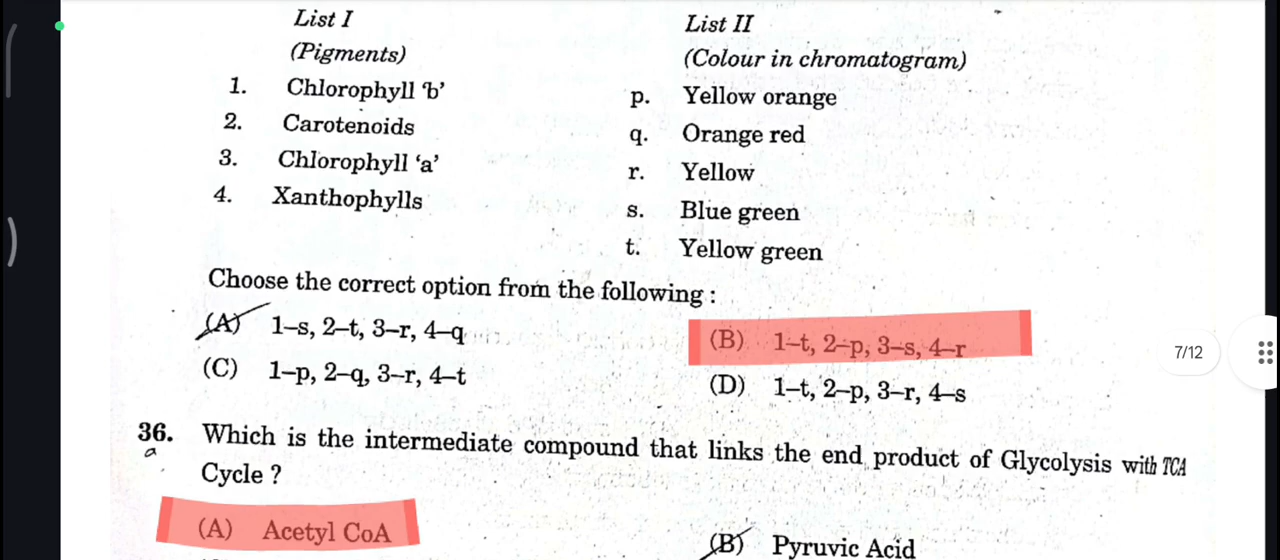 List I
List II
(Pigments)
(Colour in chromatogram)
1. Chlorophyll ‘b’
p. Yellow orange
2. Carotenoids
q. Orange red
3. Chlorophyll ‘a’
r. Yellow
4. Xanthophylls
s. Blue green
t. Yellow green
Choose the correct option from the following :
(A) 1–s, 2–t, 3–r, 4–q
(B) 1–t, 2–p, 3–s, 4–r
7/12
(C) 1–p, 2–q, 3–r, 4–t
(D) 1–t, 2–p, 3–r, 4–s
36. Which is the intermediate compound that links the end product of Glycolysis with TCA
a
Cycle ?
(A) Acetyl CoA
(B) Pyruvic Acid